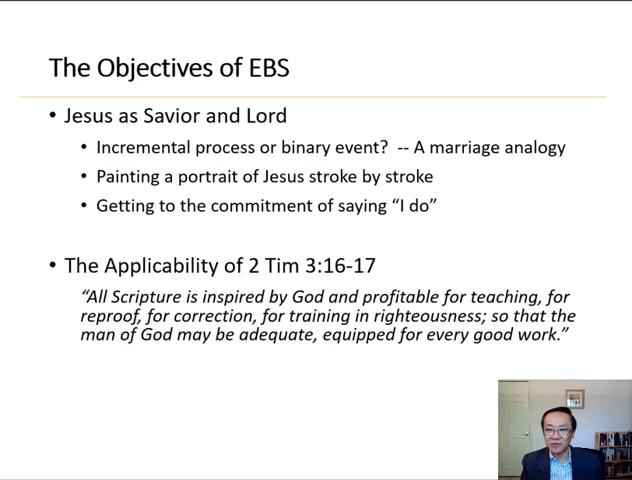 The Objectives of EBS
• Jesus as Savior and Lord
• Incremental process or binary event? -- A marriage analogy
• Painting a portrait of Jesus stroke by stroke
• Getting to the commitment of saying “I do”
• The Applicability of 2 Tim 3:16-17
“All Scripture is inspired by God and profitable for teaching, for
reproof, for correction, for training in righteousness; so that the
man of God may be adequate, equipped for every good work.”